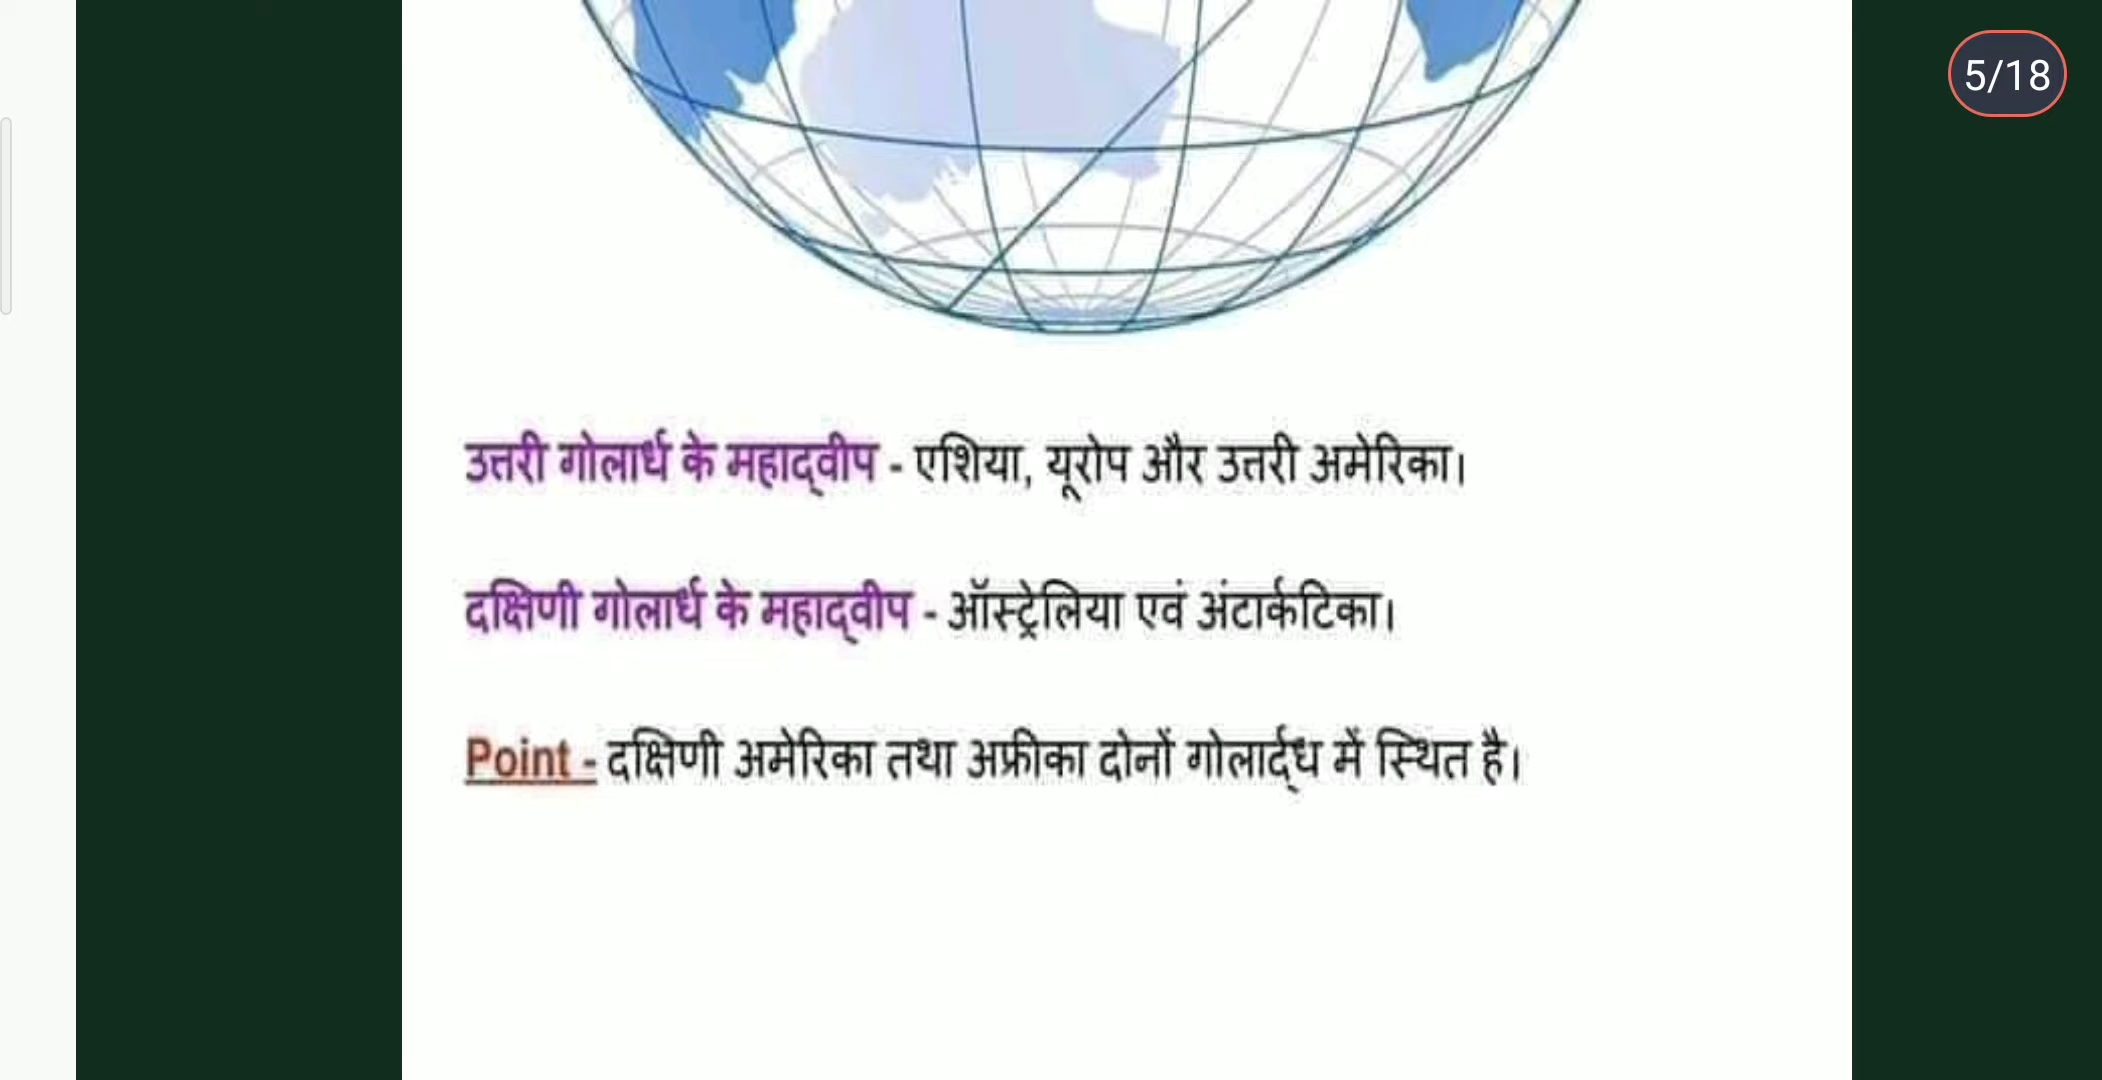 5/18
उत्तरी गोलार्ध के महाद्वीप - एशिया, यूरोप और उत्तरी अमेरिका।
दक्षिणी गोलार्ध के महाद्वीप - ऑस्ट्रेलिया एवं अंटार्कटिका।
Point - दक्षिणी अमेरिका तथा अफ्रीका दोनों गोलार्द्ध में स्थित है।